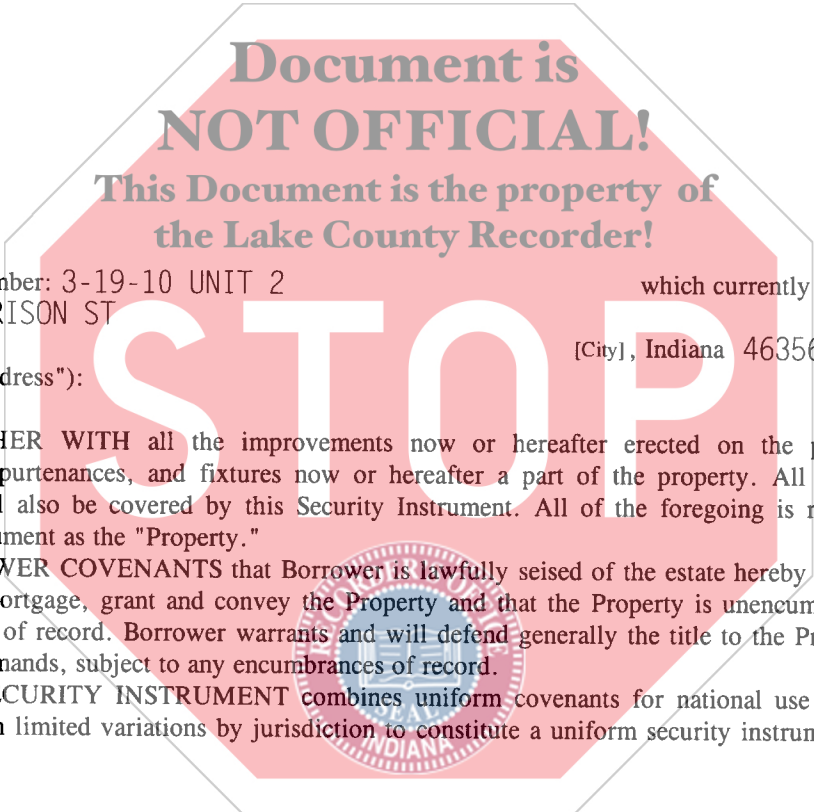 Document is
NOT OFFICIAL!
This Document is the property of
the Lake County Recorder!
nber: 3-19-10 UNIT 2 which currently
RISON ST
[City], Indiana 46356
dress"):
STOP
HER WITH all the improvements now or hereafter erected on the p
purtenances, and fixtures now or hereafter a part of the property. All
l also be covered by this Security Instrument. All of the foregoing is r
ment as the "Property."
WER COVENANTS that Borrower is lawfully seised of the estate hereby
ortgage, grant and convey the Property and that the Property is unencum
of record. Borrower warrants and will defend generally the title to the Pr
nands, subject to any encumbrances of record.
ECURITY INSTRUMENT combines uniform covenants for national use
n limited variations by jurisdiction to constitute a uniform security instrum
RECORDER OFFICE
SEAL
INDIANA